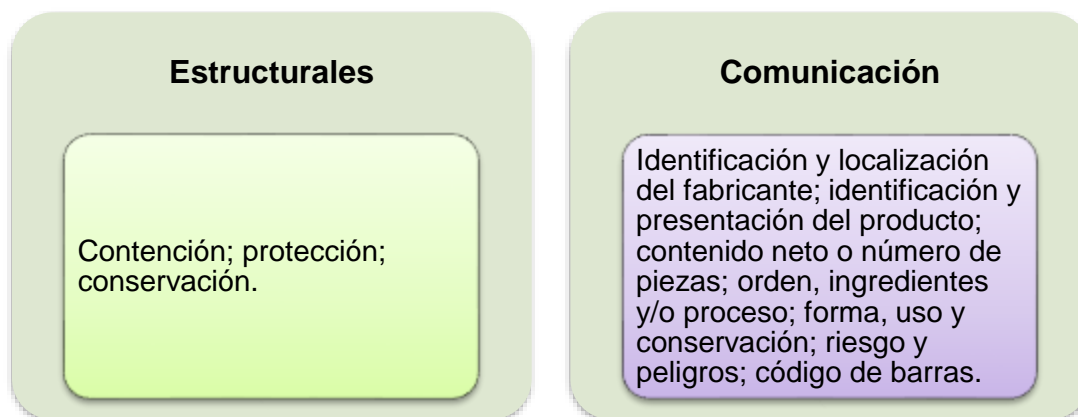 Estructurales
Contención; protección;
conservación.
Comunicación
Identificación y localización
del fabricante; identificación y
presentación del producto;
contenido neto o número de
piezas; orden, ingredientes
y/o proceso; forma, uso y
conservación; riesgo y
peligros; código de barras.